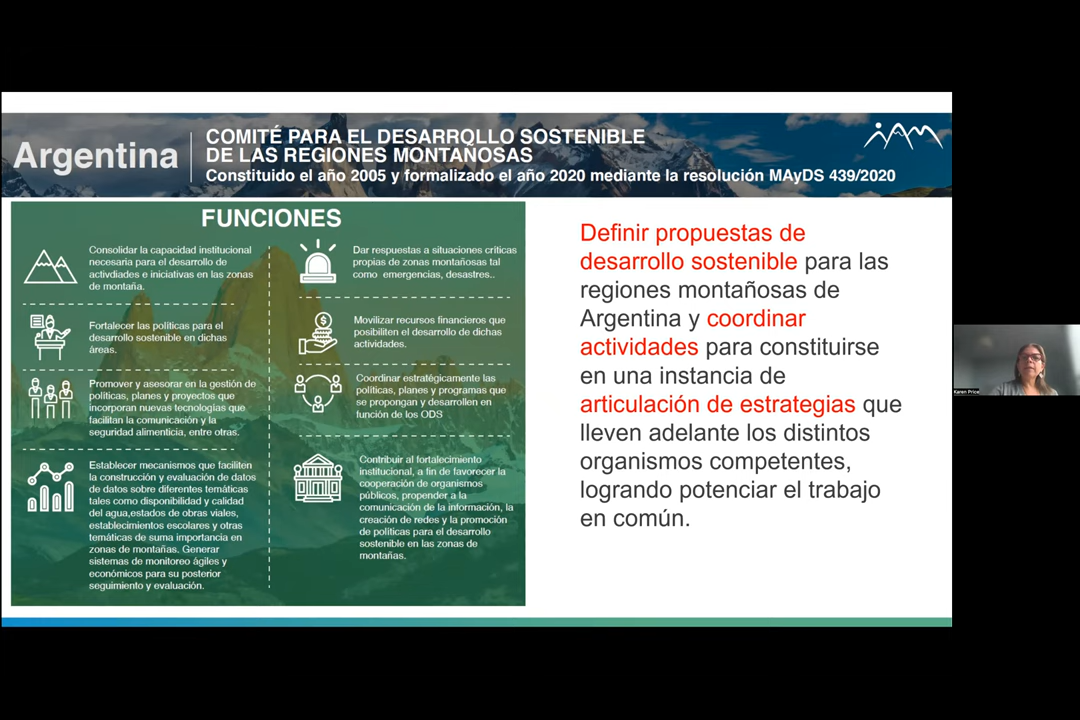 Argentina
COMITÉ PARA EL DESARROLLO SOSTENIBLE
DE LAS REGIONES MONTAÑOSAS
Constituido el año 2005 y formalizado el año 2020 mediante la resolución MAyDS 439/2020
FUNCIONES
Consolidar la capacidad institucional
necesaria para el desarrollo de
activdiades e iniciativas en las zonas
de montaña.
Fortalecer las políticas para el
desarrollo sostenible en dichas
áreas.
Promover y asesorar en la gestión de
políticas, planes y proyectos que
incorporan nuevas tecnologías que
facilitan la comunicación y la
seguridad alimenticia, entre otras.
Establecer mecanismos que faciliten
la construcción y evaluación de datos
de datos sobre diferentes temáticas
tales como disponibilidad y calidad
del agua,estados de obras viales,
establecimientos escolares y otras
temáticas de suma importancia en
zonas de montañas. Generar
sistemas de monitoreo ágiles y
económicos para su posterior
seguimiento y evaluación.
Dar respuestas a situaciones críticas
propias de zonas montañosas tal
como emergencias, desastres..
Movilizar recursos financieros que
posibiliten el desarrollo de dichas
actividades.
Coordinar estratégicamente las
políticas, planes y programas que
se propongan y desarrollen en
función de los ODS
Contribuir al fortalecimiento
institucional, a fin de favorecer la
cooperación de organismos
públicos, propender a la
comunicación de la información, la
creación de redes y la promoción
de políticas para el desarrollo
sostenible en las zonas de
montañas.
Definir propuestas de
desarrollo sostenible para las
regiones montañosas de
Argentina y coordinar
actividades para constituirse
en una instancia de
articulación de estrategias que
lleven adelante los distintos
organismos competentes,
logrando potenciar el trabajo
en común.
Karen Price